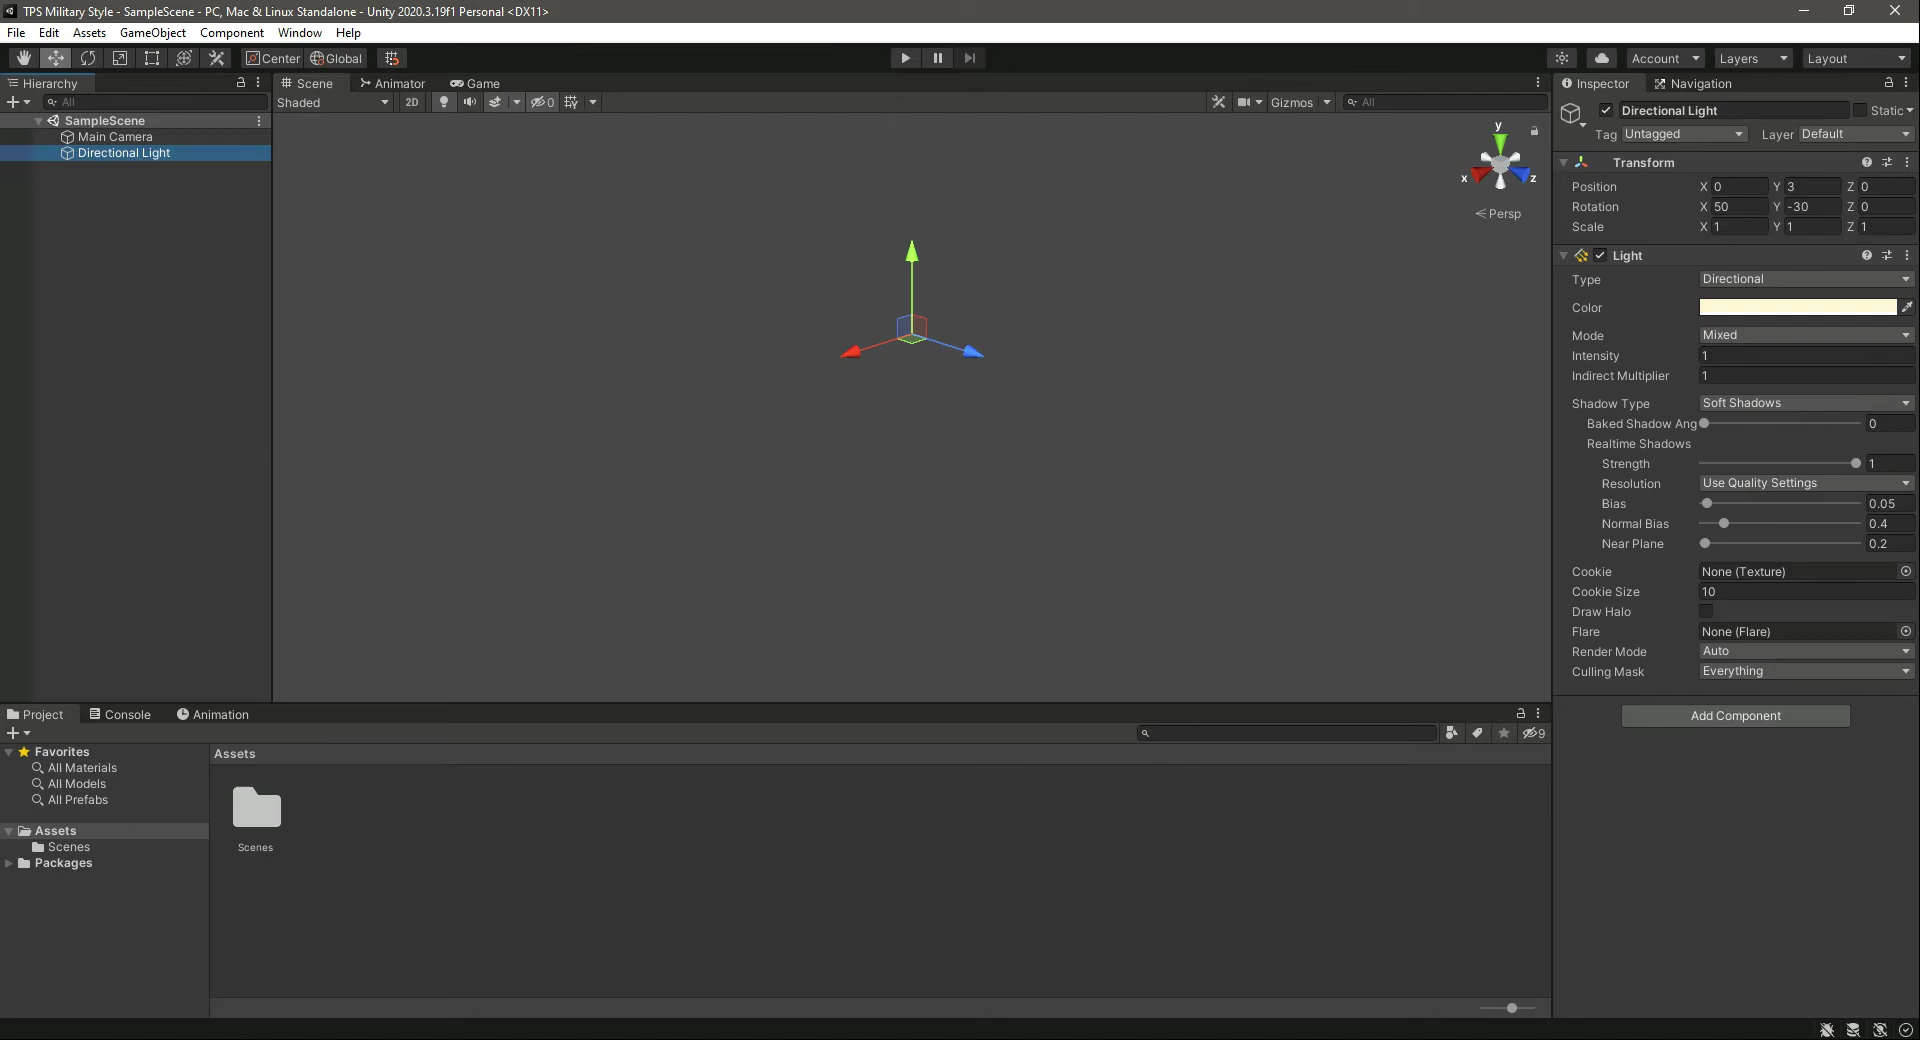 TPS Military Style - SampleScene - PC, Mac & Linux Standalone - Unity 2020.3.19f1 Personal <DX11>
File Edit Assets GameObject Component Window Help
Center Global Account Layers Layout
Hierarchy
All
SampleScene
Main Camera
Directional Light
Scene Animator Game
Shaded 2D 0 Gizmos All
y
x z
Persp
Inspector Navigation
Directional Light Static
Tag Untagged Layer Default
Transform
Position X 0 Y 3 Z 0
Rotation X 50 Y -30 Z 0
Scale X 1 Y 1 Z 1
Light
Type Directional
Color
Mode Mixed
Intensity 1
Indirect Multiplier 1
Shadow Type Soft Shadows
Baked Shadow Ang 0
Realtime Shadows
Strength 1
Resolution Use Quality Settings
Bias 0.05
Normal Bias 0.4
Near Plane 0.2
Cookie None (Texture)
Cookie Size 10
Draw Halo
Flare None (Flare)
Render Mode Auto
Culling Mask Everything
Add Component
Project Console Animation
9
Favorites
All Materials
All Models
All Prefabs
Assets
Scenes
Packages
Assets
Scenes